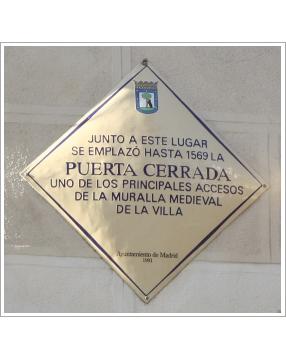 JUNTO A ESTE LUGAR
SE EMPLAZÓ HASTA 1569 LA
PUERTA CERRADA
UNO DE LOS PRINCIPALES ACCESOS
DE LA MURALLA MEDIEVAL
DE LA VILLA
Ayuntamiento de Madrid
1991